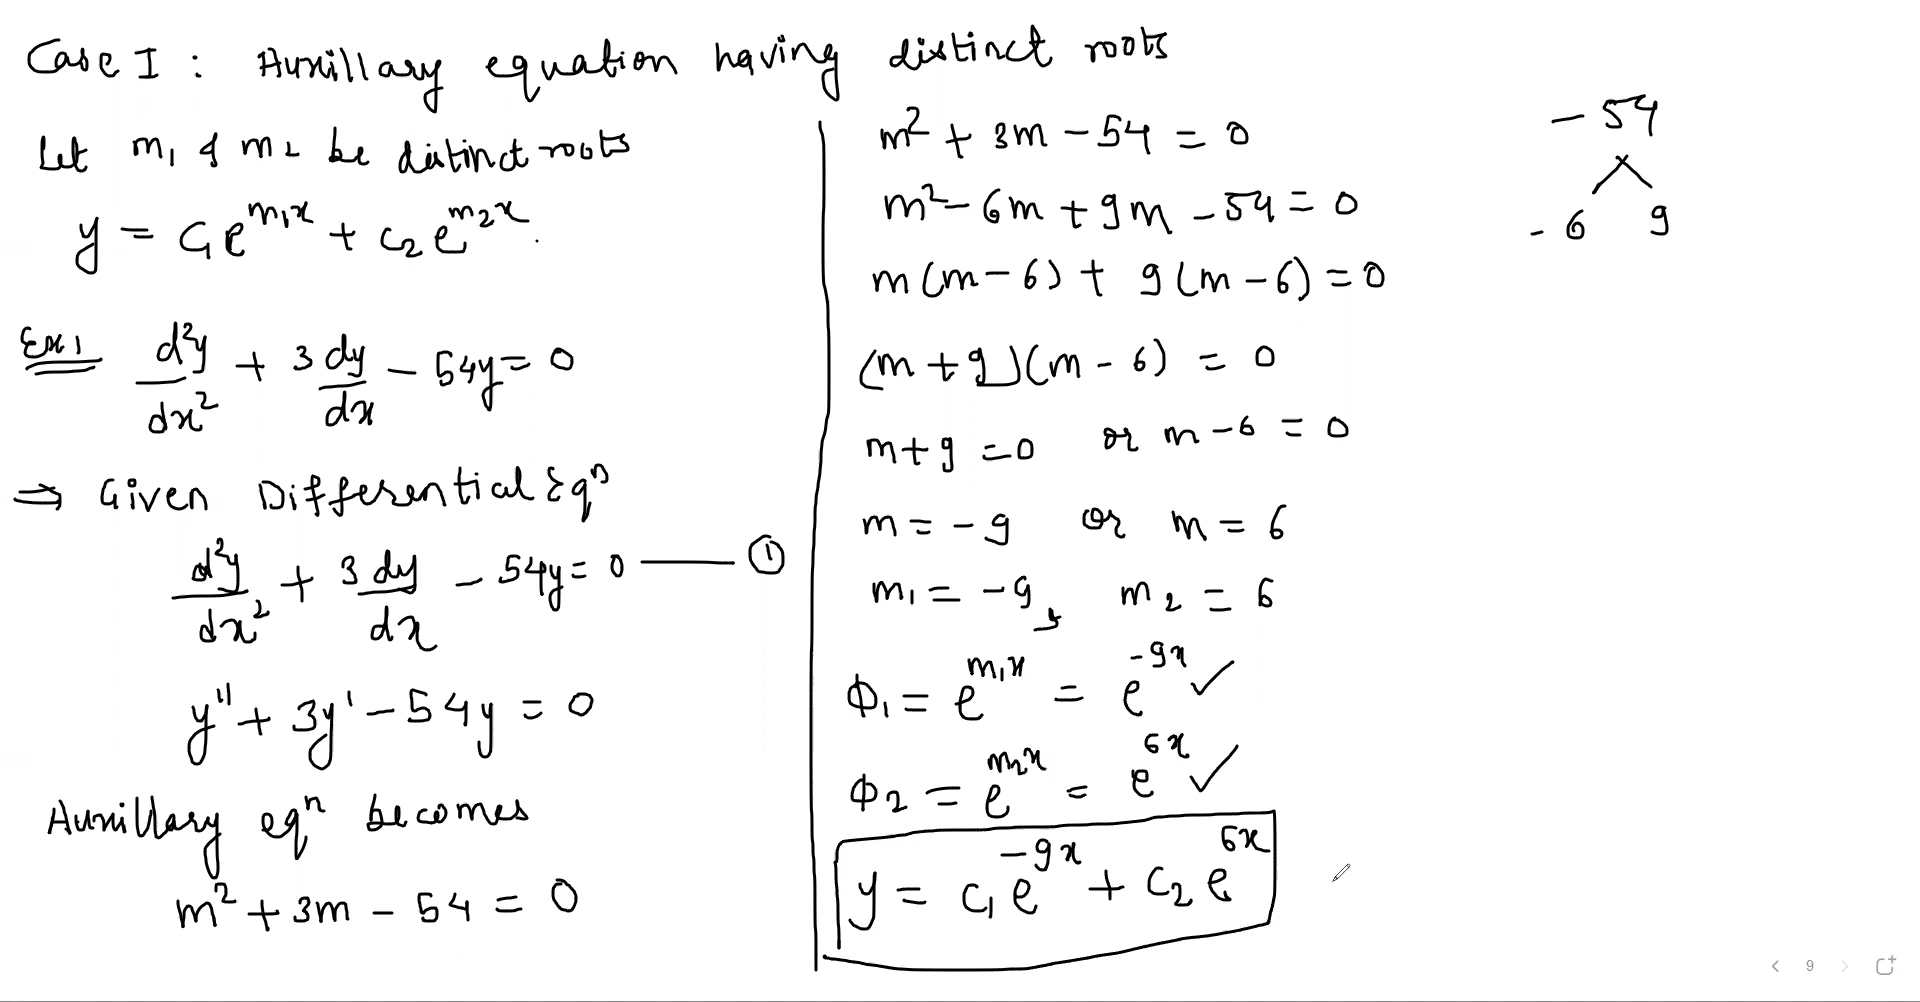 Case I : Auxillary equation having distinct roots
Let m₁ & m₂ be distinct roots
y = C₁e^{m₁x} + C₂e^{m₂x}.
Ex 1 d²y/dx² + 3 dy/dx - 54y = 0
⇒ Given Differential Eqⁿ
d²y/dx² + 3 dy/dx - 54y = 0 —— ①
y'' + 3y' - 54y = 0
Auxillary eqⁿ becomes
m² + 3m - 54 = 0
m² + 3m - 54 = 0
m² - 6m + 9m - 54 = 0
m(m - 6) + 9(m - 6) = 0
(m + 9)(m - 6) = 0
m + 9 = 0 or m - 6 = 0
m = -9 or m = 6
m₁ = -9, m₂ = 6
Φ₁ = e^{m₁x} = e^{-9x} ✓
Φ₂ = e^{m₂x} = e^{6x} ✓
y = C₁e^{-9x} + C₂e^{6x}
- 54
- 6 9
9